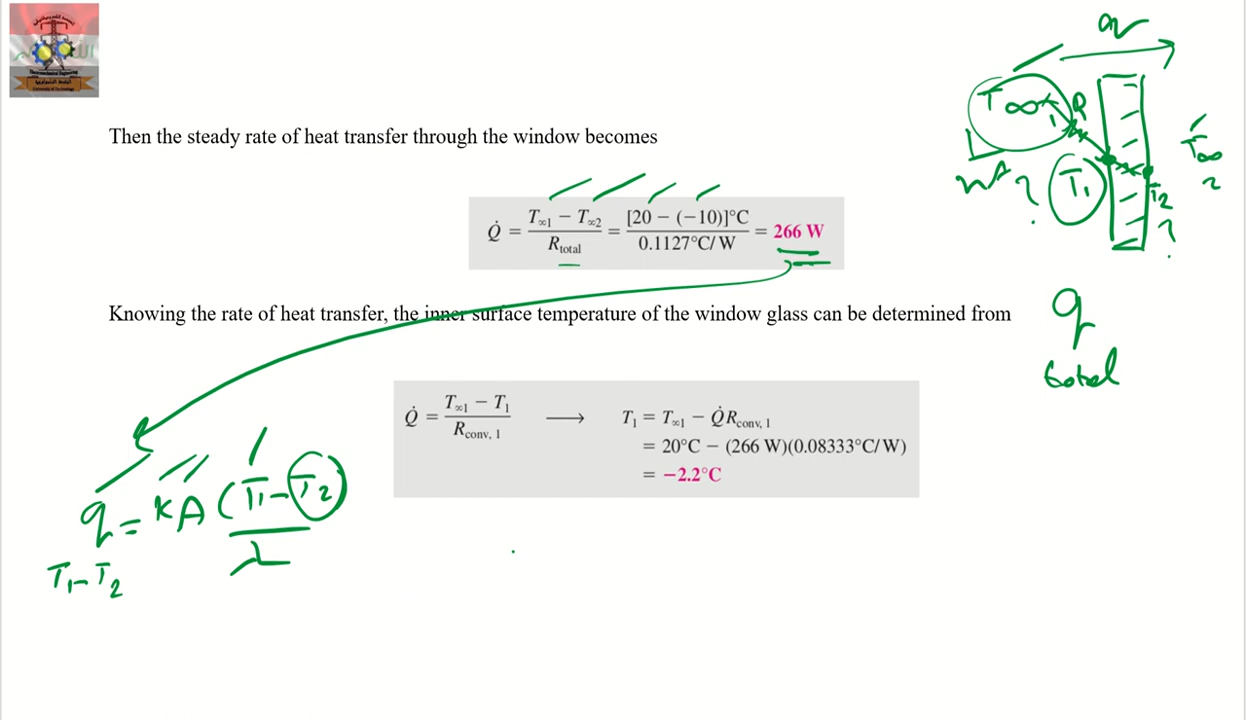 Then the steady rate of heat transfer through the window becomes
Q̇ = (T∞1 − T∞2) / Rtotal = [20 − (−10)]°C / 0.1127°C/W = 266 W
Knowing the rate of heat transfer, the inner surface temperature of the window glass can be determined from
Q̇ = (T∞1 − T1) / Rconv, 1 → T1 = T∞1 − Q̇Rconv, 1
= 20°C − (266 W)(0.08333°C/W)
= −2.2°C
q
T∞1
T1
?
T2
?
T∞
2
q
total
q = KA (T1 − T2)
T1 − T2